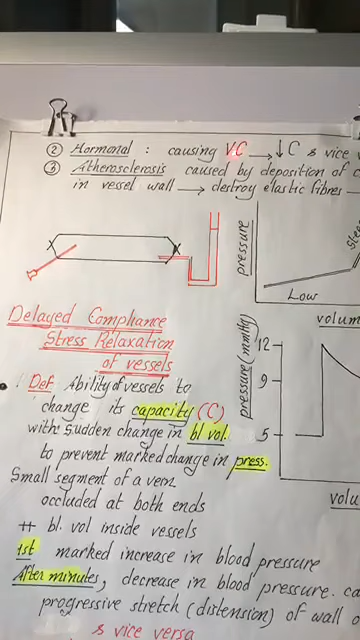 ② Hormonal : causing V.C → ↓ C & vice
③ Atherosclerosis caused by deposition of c
in vessel wall → destroy elastic fibres
pressure
Low
volum
Delayed Compliance
Stress Relaxation
of vessels
pressure (mmHg)
12
9
5
volu
Def Ability of vessels to
change its capacity (C)
with sudden change in bl vol.
to prevent marked change in press.
Small segment of a vein
occluded at both ends
# bl. vol inside vessels
1st marked increase in blood pressure
After minutes, decrease in blood pressure. ca
progressive stretch (distension) of wall o
& vice versa